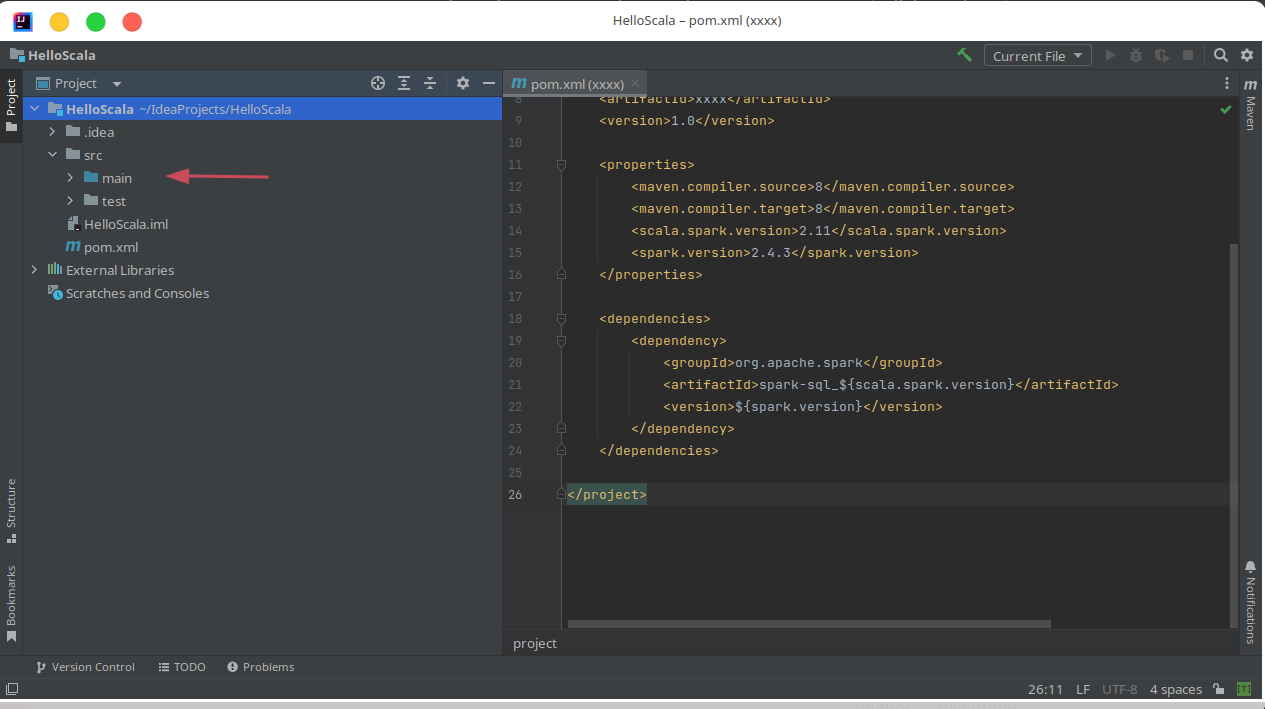 HelloScala – pom.xml (xxxx)
HelloScala
Current File
Project
Project
pom.xml (xxxx)
Maven
HelloScala ~/IdeaProjects/HelloScala
.idea
src
main
test
HelloScala.iml
pom.xml
External Libraries
Scratches and Consoles
8 <artifactId>xxxx</artifactId>
9 <version>1.0</version>
10
11 <properties>
12 <maven.compiler.source>8</maven.compiler.source>
13 <maven.compiler.target>8</maven.compiler.target>
14 <scala.spark.version>2.11</scala.spark.version>
15 <spark.version>2.4.3</spark.version>
16 </properties>
17
18 <dependencies>
19 <dependency>
20 <groupId>org.apache.spark</groupId>
21 <artifactId>spark-sql_${scala.spark.version}</artifactId>
22 <version>${spark.version}</version>
23 </dependency>
24 </dependencies>
25
26 </project>
Structure
Bookmarks
Notifications
project
Version Control
TODO
Problems
26:11 LF UTF-8 4 spaces